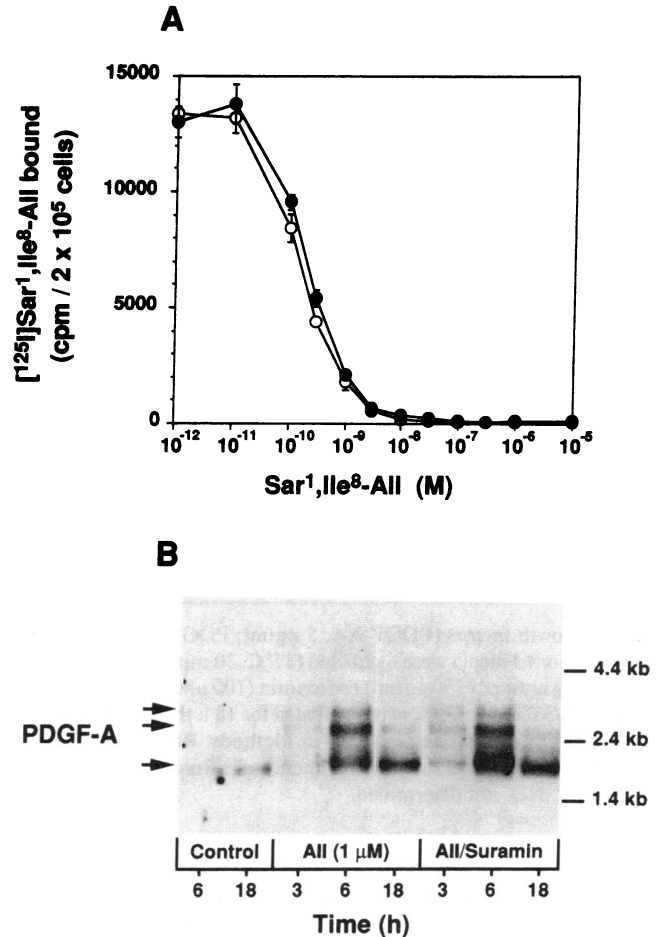 A
[¹²⁵I]Sar¹,Ile⁸-AII bound
(cpm / 2 x 10⁵ cells)
15000
10000
5000
0
10⁻¹² 10⁻¹¹ 10⁻¹⁰ 10⁻⁹ 10⁻⁸ 10⁻⁷ 10⁻⁶ 10⁻⁵
Sar¹,Ile⁸-AII (M)
B
PDGF-A
4.4 kb
2.4 kb
1.4 kb
Control AII (1 μM) AII/Suramin
6 18 3 6 18 3 6 18
Time (h)